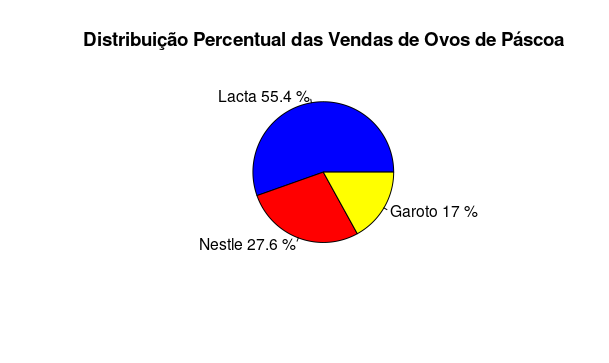 Distribuição Percentual das Vendas de Ovos de Páscoa
Lacta 55.4 %
Garoto 17 %
Nestle 27.6 %